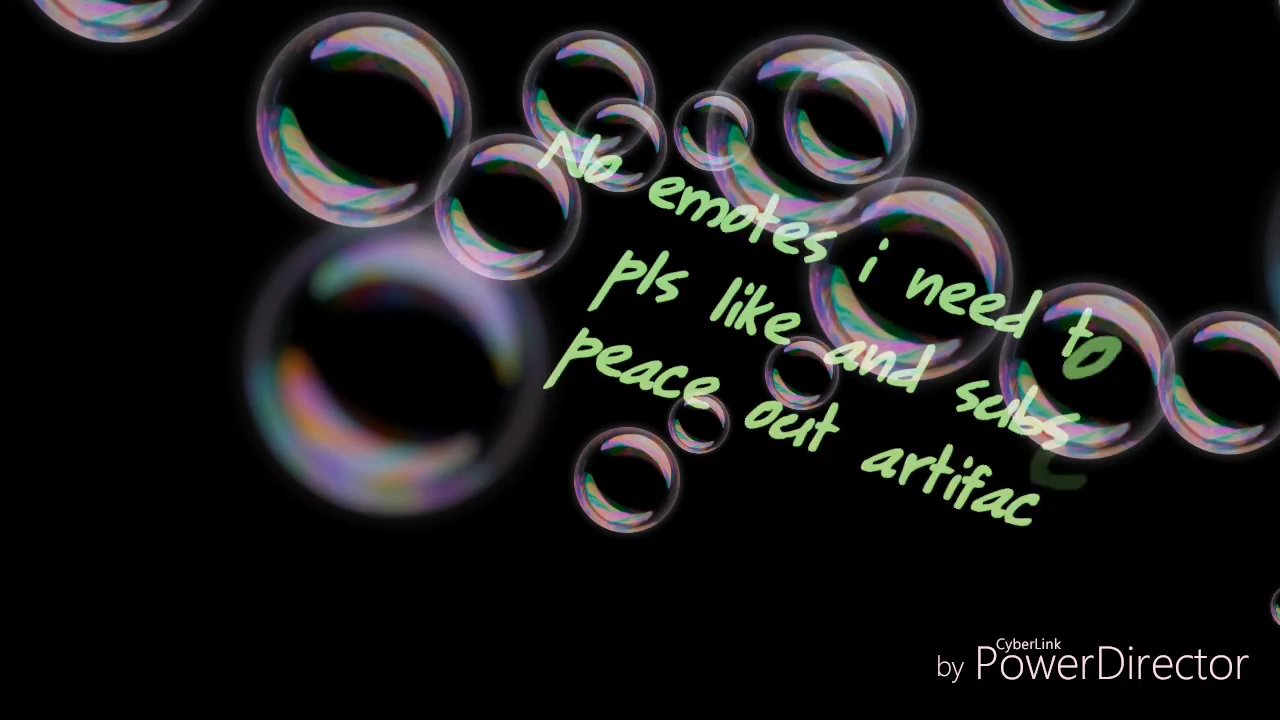 No emotes i need to
pls like and subs
peace out artifac
by CyberLink PowerDirector